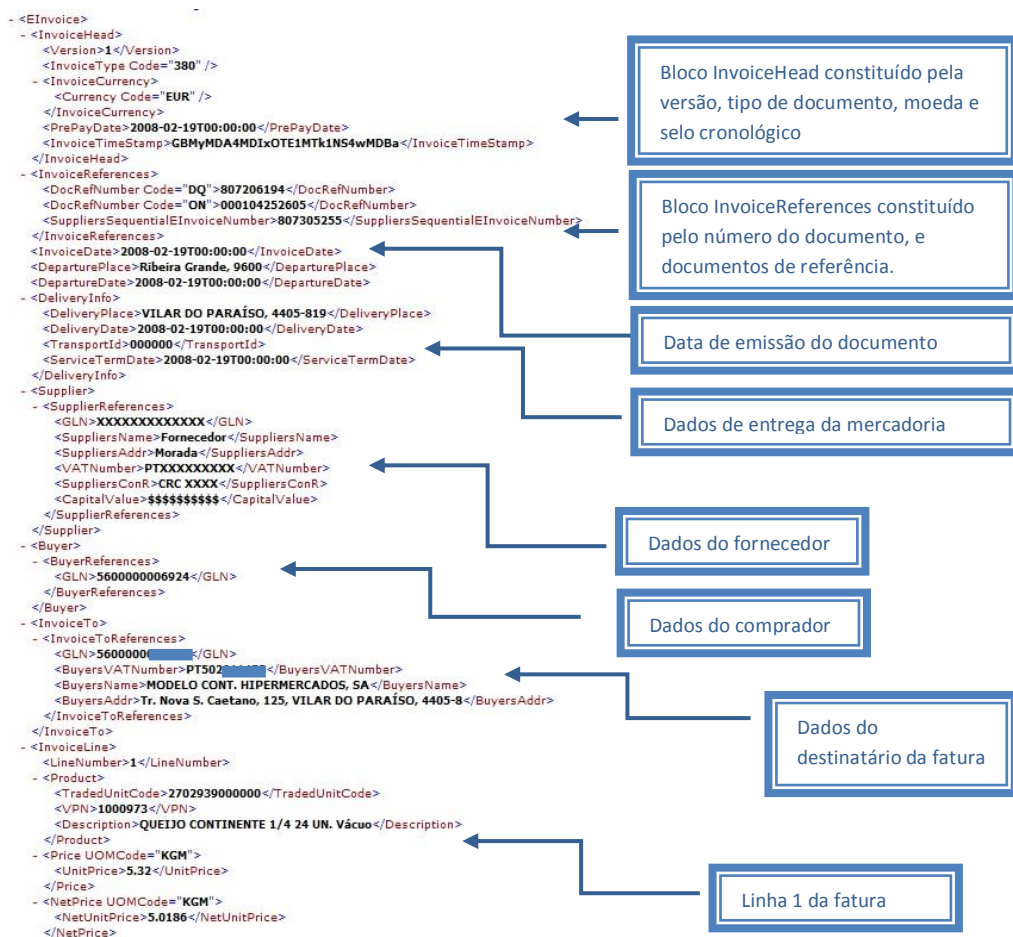 - <EInvoice>
- <InvoiceHead>
<Version>1</Version>
<InvoiceType Code="380" />
- <InvoiceCurrency>
<Currency Code="EUR" />
</InvoiceCurrency>
<PrePayDate>2008-02-19T00:00:00</PrePayDate>
<InvoiceTimeStamp>GBMyMDA4MDIxOTE1MTk1NS4wMDBa</InvoiceTimeStamp>
</InvoiceHead>
- <InvoiceReferences>
<DocRefNumber Code="DQ">807206194</DocRefNumber>
<DocRefNumber Code="ON">000104252605</DocRefNumber>
<SuppliersSequentialEInvoiceNumber>807305255</SuppliersSequentialEInvoiceNumber>
</InvoiceReferences>
<InvoiceDate>2008-02-19T00:00:00</InvoiceDate>
<DeparturePlace>Ribeira Grande, 9600</DeparturePlace>
<DepartureDate>2008-02-19T00:00:00</DepartureDate>
- <DeliveryInfo>
<DeliveryPlace>VILAR DO PARAÍSO, 4405-819</DeliveryPlace>
<DeliveryDate>2008-02-19T00:00:00</DeliveryDate>
<TransportId>000000</TransportId>
<ServiceTermDate>2008-02-19T00:00:00</ServiceTermDate>
</DeliveryInfo>
- <Supplier>
- <SupplierReferences>
<GLN>XXXXXXXXXXXXX</GLN>
<SuppliersName>Fornecedor</SuppliersName>
<SuppliersAddr>Morada</SuppliersAddr>
<VATNumber>PTXXXXXXXXX</VATNumber>
<SuppliersConR>CRC XXXX</SuppliersConR>
<CapitalValue>$$$$$$$$$$</CapitalValue>
</SupplierReferences>
</Supplier>
- <Buyer>
- <BuyerReferences>
<GLN>5600000006924</GLN>
</BuyerReferences>
</Buyer>
- <InvoiceTo>
- <InvoiceToReferences>
<GLN>5600000</GLN>
<BuyersVATNumber>PT502</BuyersVATNumber>
<BuyersName>MODELO CONT. HIPERMERCADOS, SA</BuyersName>
<BuyersAddr>Tr. Nova S. Caetano, 125, VILAR DO PARAÍSO, 4405-8</BuyersAddr>
</InvoiceToReferences>
</InvoiceTo>
- <InvoiceLine>
<LineNumber>1</LineNumber>
- <Product>
<TradedUnitCode>2702939000000</TradedUnitCode>
<VPN>1000973</VPN>
<Description>QUEIJO CONTINENTE 1/4 24 UN. Vácuo</Description>
</Product>
- <Price UOMCode="KGM">
<UnitPrice>5.32</UnitPrice>
</Price>
- <NetPrice UOMCode="KGM">
<NetUnitPrice>5.0186</NetUnitPrice>
</NetPrice>
Bloco InvoiceHead constituído pela
versão, tipo de documento, moeda e
selo cronológico
Bloco InvoiceReferences constituído
pelo número do documento, e
documentos de referência.
Data de emissão do documento
Dados de entrega da mercadoria
Dados do fornecedor
Dados do comprador
Dados do
destinatário da fatura
Linha 1 da fatura